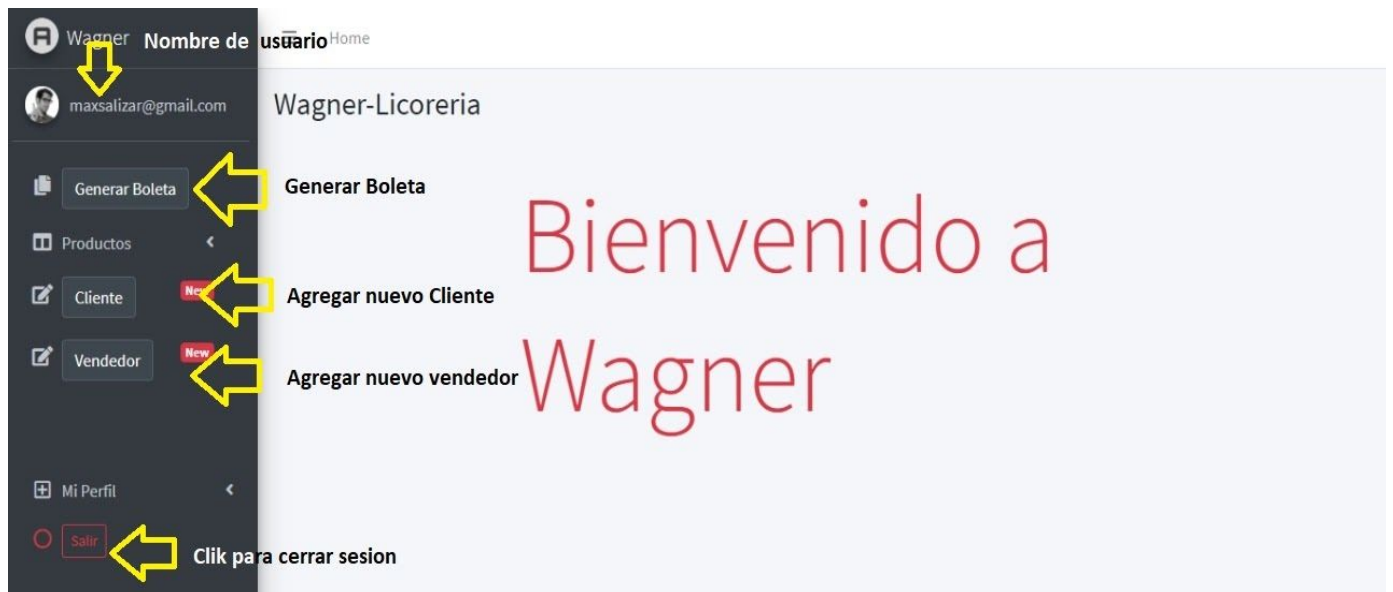 Wagner Nombre de usuario Home
maxsalizar@gmail.com
Wagner-Licoreria
Generar Boleta
Generar Boleta
Bienvenido a
Productos
Cliente
New
Agregar nuevo Cliente
Vendedor
New
Agregar nuevo vendedor
Wagner
Mi Perfil
Salir
Clik para cerrar sesion